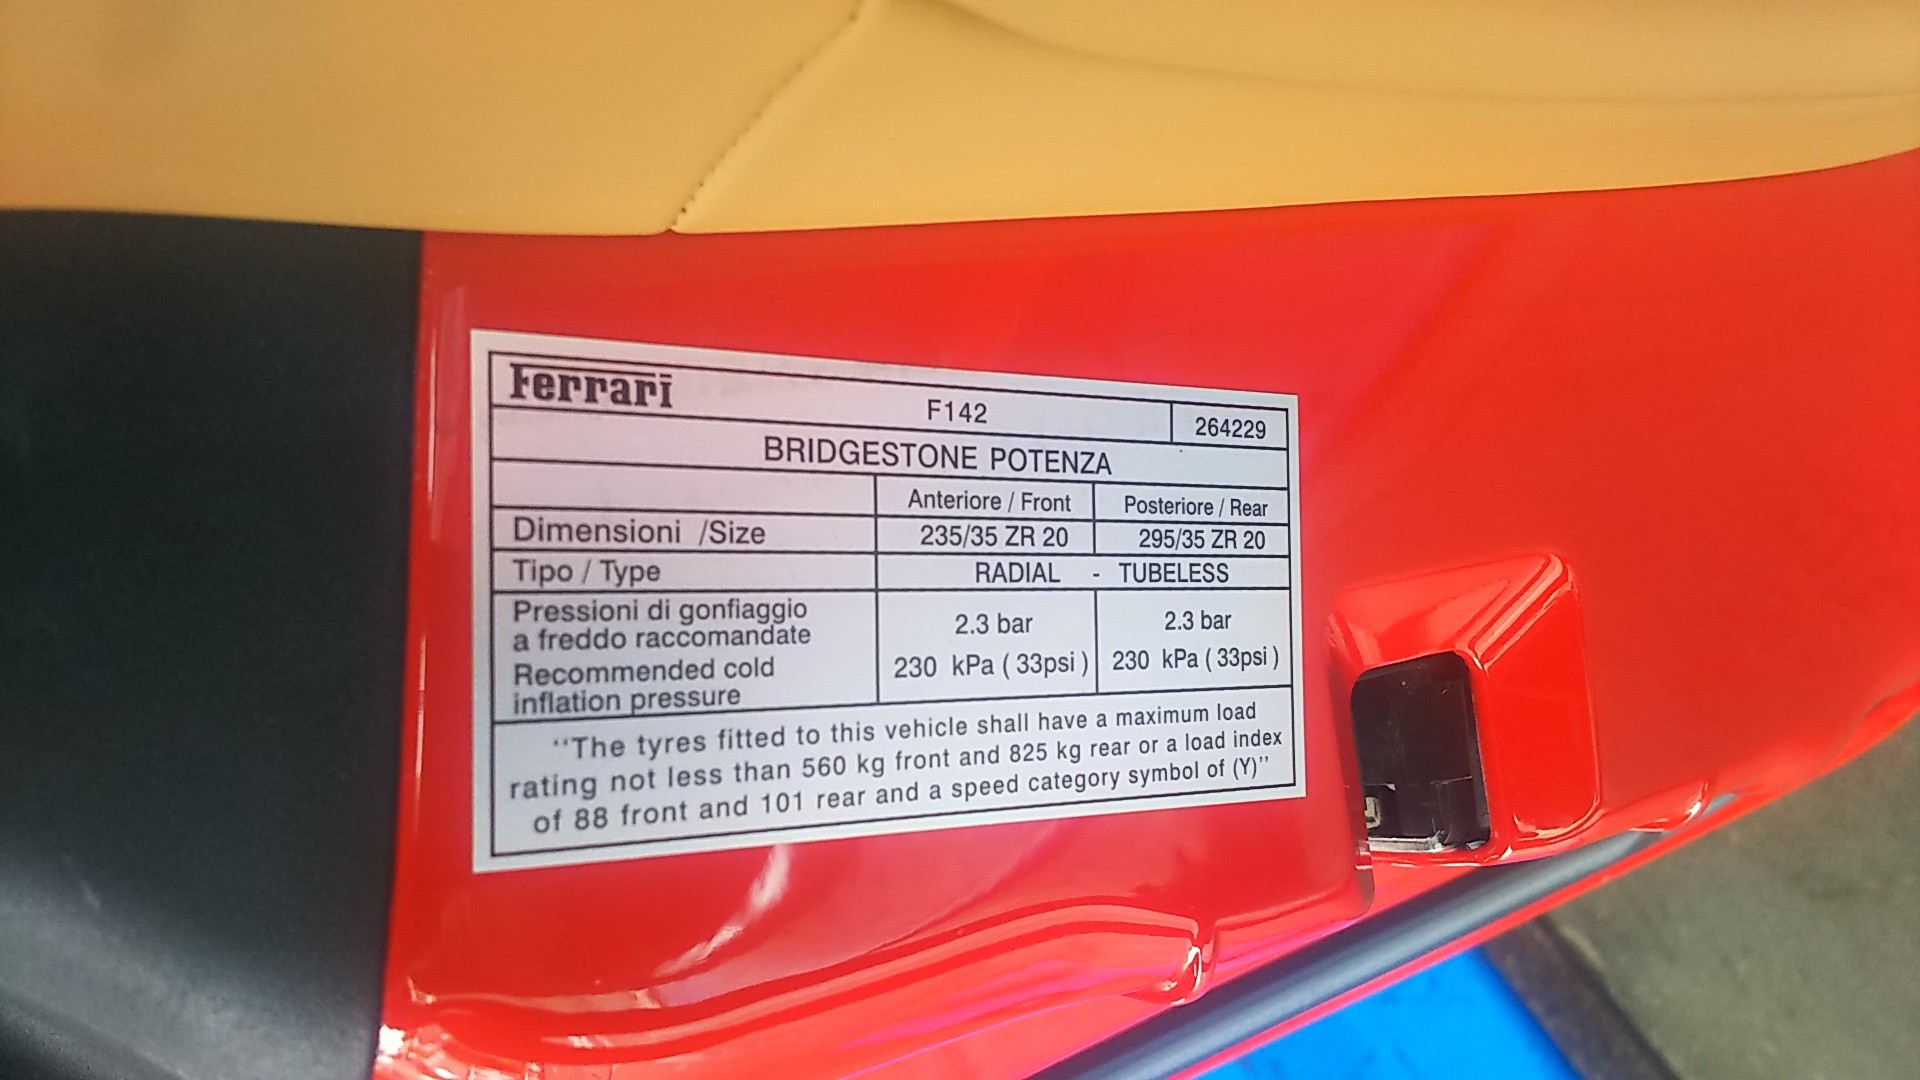 Ferrari F142 264229
BRIDGESTONE POTENZA
Anteriore / Front Posteriore / Rear
Dimensioni /Size 235/35 ZR 20 295/35 ZR 20
Tipo / Type RADIAL - TUBELESS
Pressioni di gonfiaggio
a freddo raccomandate 2.3 bar 2.3 bar
Recommended cold 230 kPa ( 33psi ) 230 kPa ( 33psi )
inflation pressure
“The tyres fitted to this vehicle shall have a maximum load
rating not less than 560 kg front and 825 kg rear or a load index
of 88 front and 101 rear and a speed category symbol of (Y)”